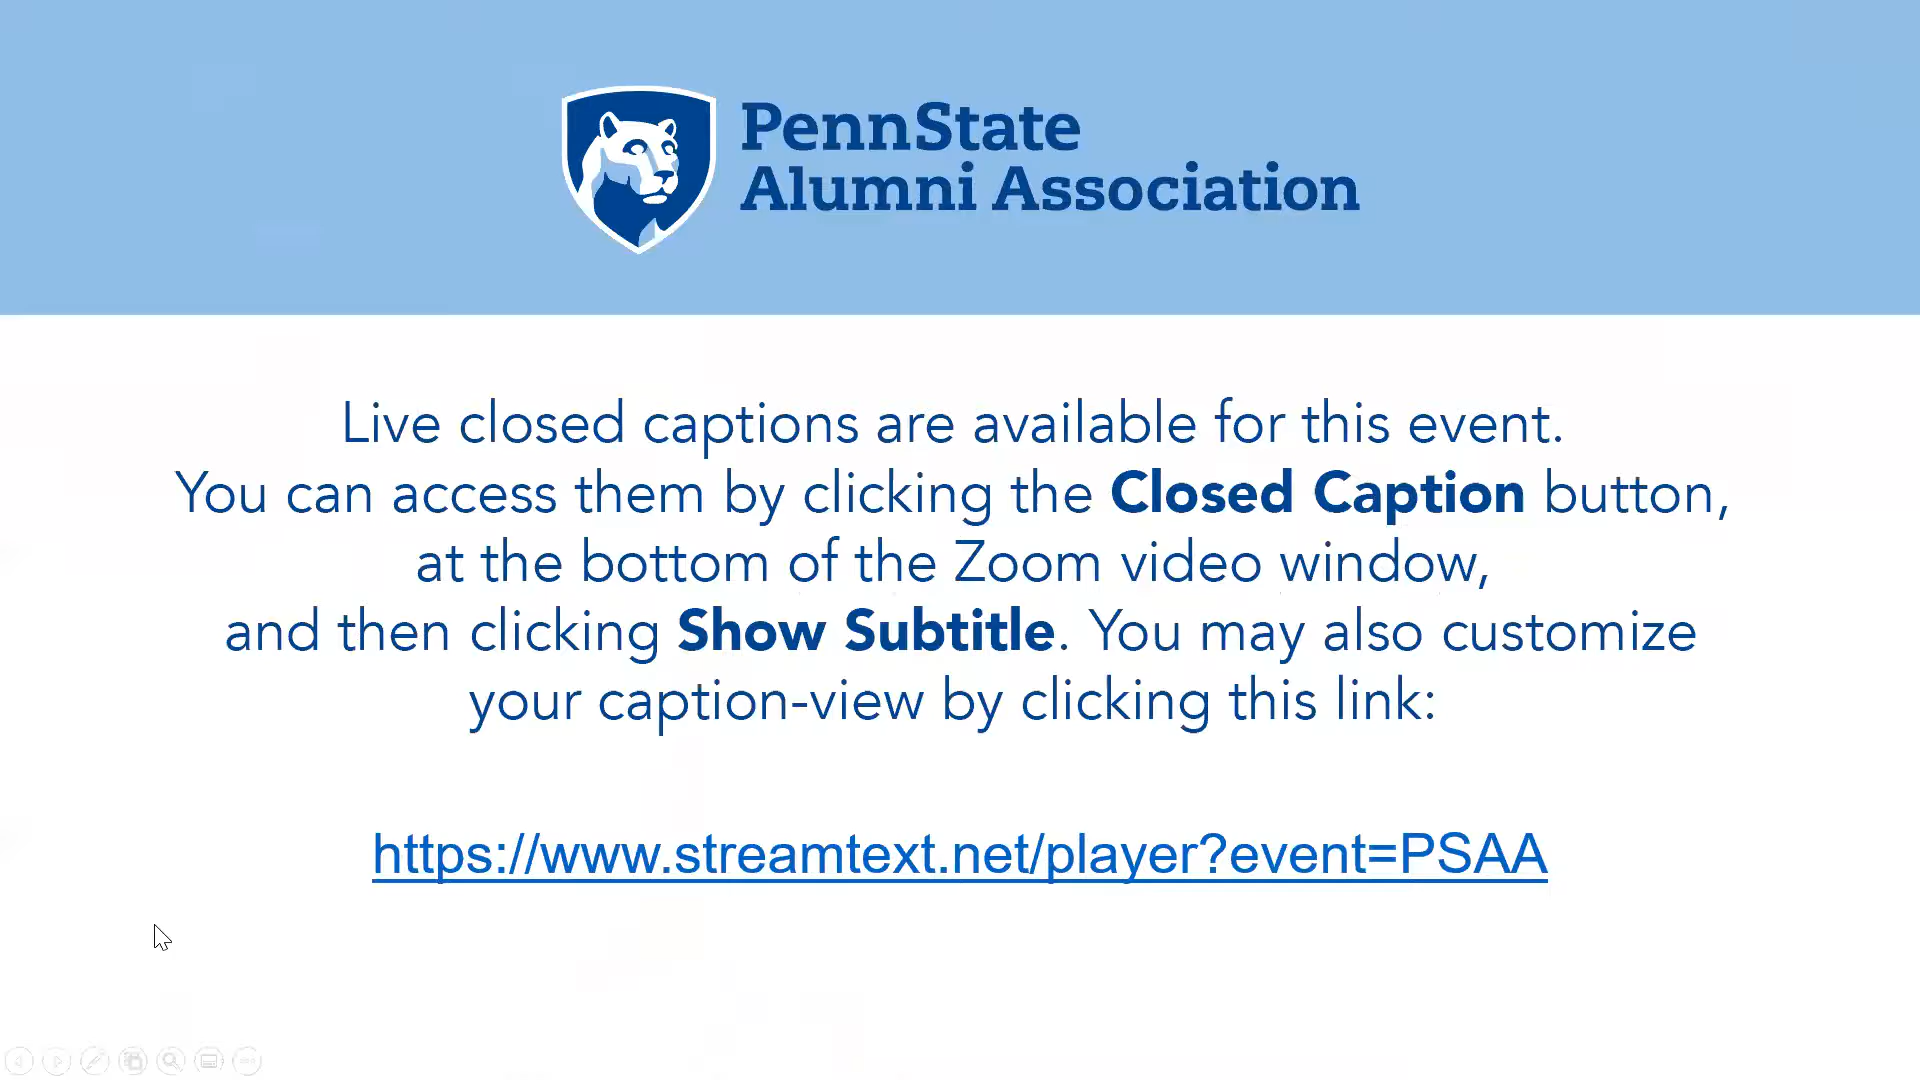 PennState
Alumni Association
Live closed captions are available for this event.
You can access them by clicking the Closed Caption button,
at the bottom of the Zoom video window,
and then clicking Show Subtitle. You may also customize
your caption-view by clicking this link:
https://www.streamtext.net/player?event=PSAA